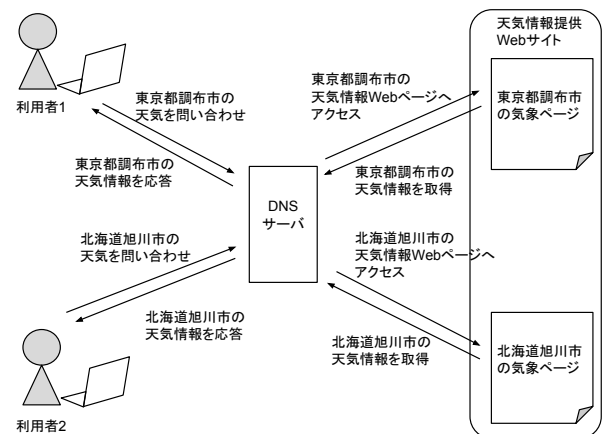 天気情報提供
Webサイト
利用者1
東京都調布市の
天気を問い合わせ
東京都調布市の
天気情報を応答
東京都調布市の
天気情報Webページへ
アクセス
東京都調布市の
天気情報を取得
東京都調布市
の気象ページ
DNS
サーバ
北海道旭川市の
天気を問い合わせ
北海道旭川市の
天気情報を応答
北海道旭川市の
天気情報Webページへ
アクセス
北海道旭川市の
天気情報を取得
北海道旭川市
の気象ページ
利用者2